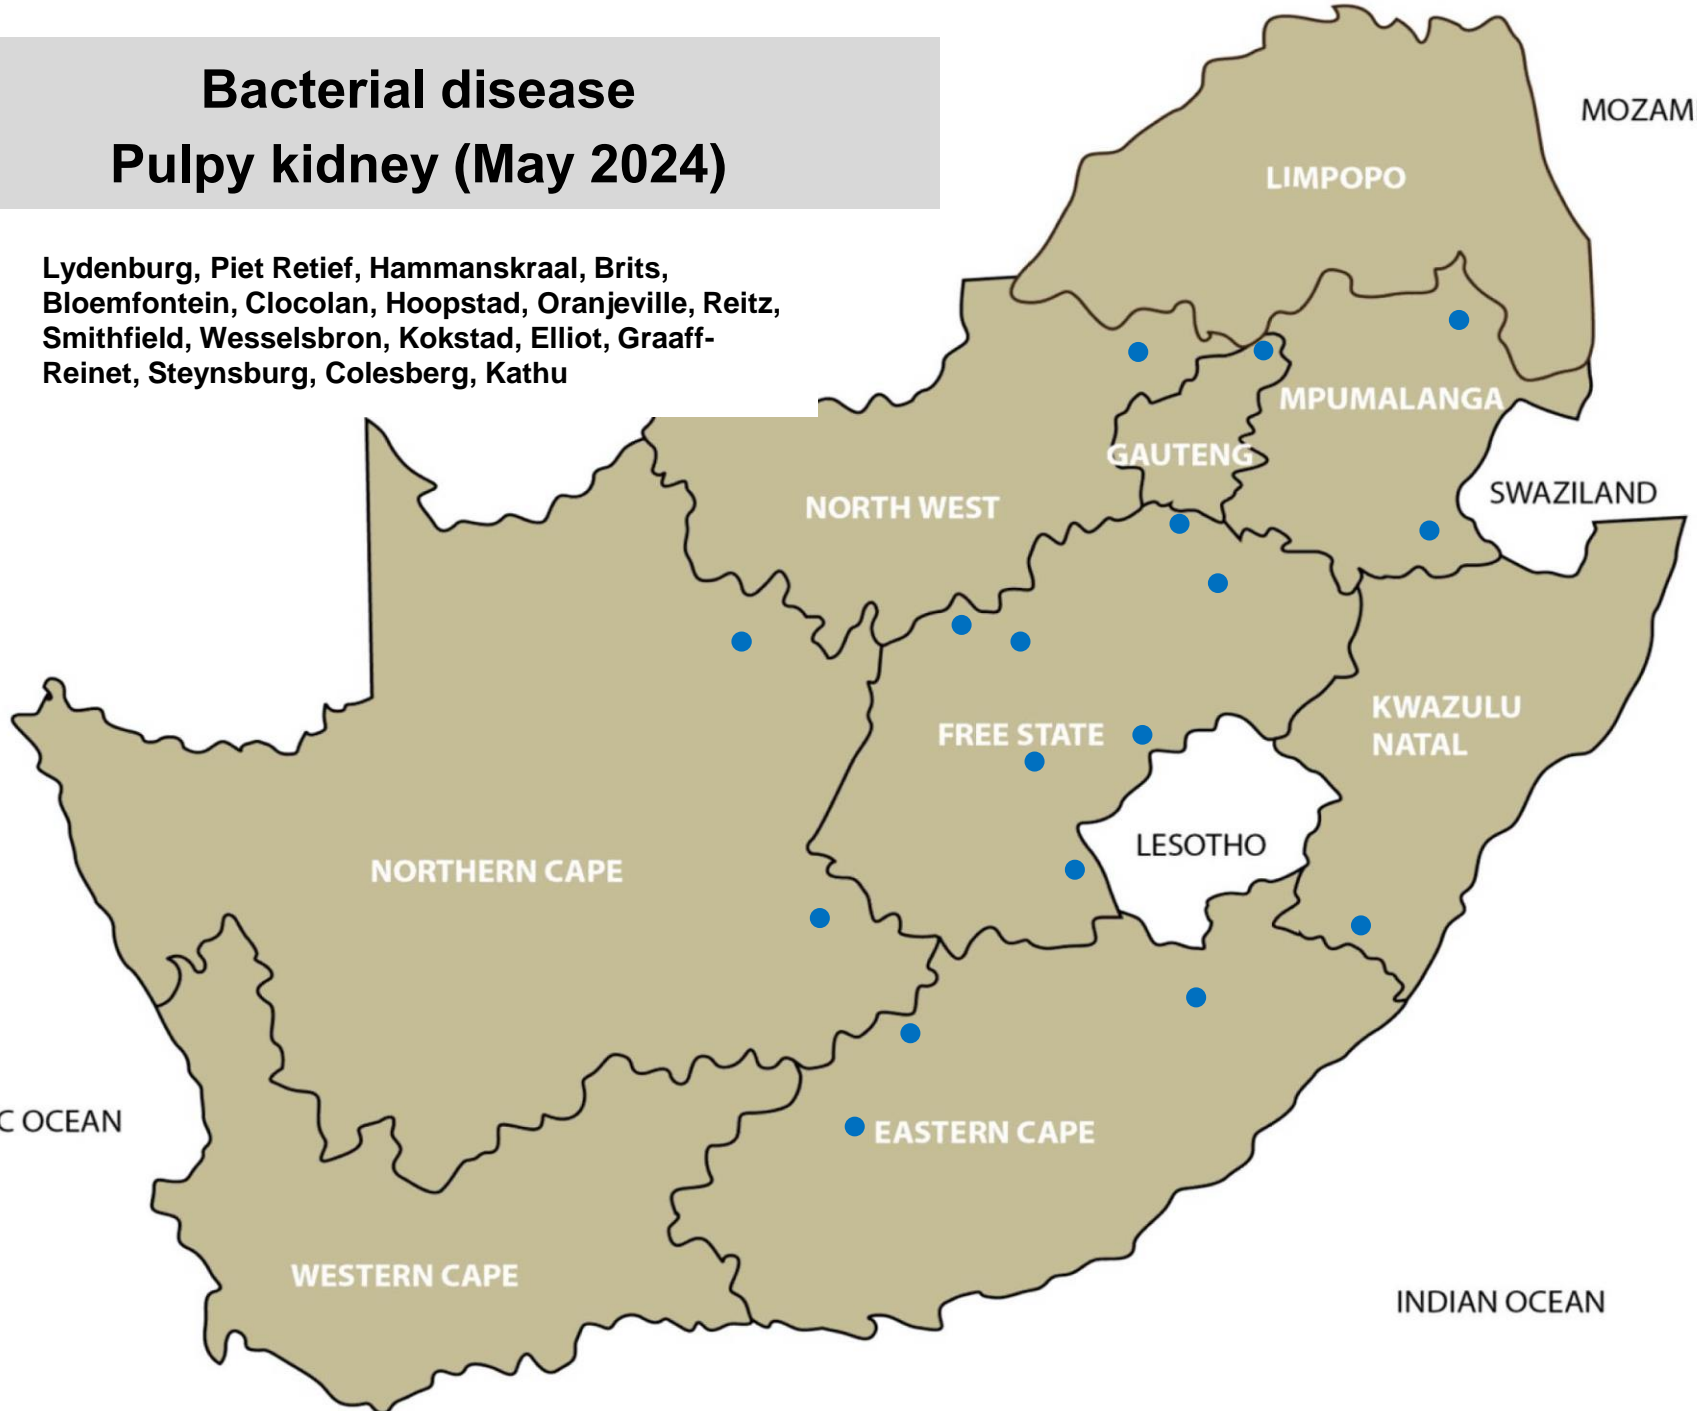 Bacterial disease
Pulpy kidney (May 2024)
Lydenburg, Piet Retief, Hammanskraal, Brits,
Bloemfontein, Clocolan, Hoopstad, Oranjeville, Reitz,
Smithfield, Wesselsbron, Kokstad, Elliot, Graaff-
Reinet, Steynsburg, Colesberg, Kathu
MOZAM
LIMPOPO
MPUMALANGA
GAUTENG
SWAZILAND
NORTH WEST
KWAZULU
NATAL
FREE STATE
LESOTHO
NORTHERN CAPE
C OCEAN
EASTERN CAPE
WESTERN CAPE
INDIAN OCEAN